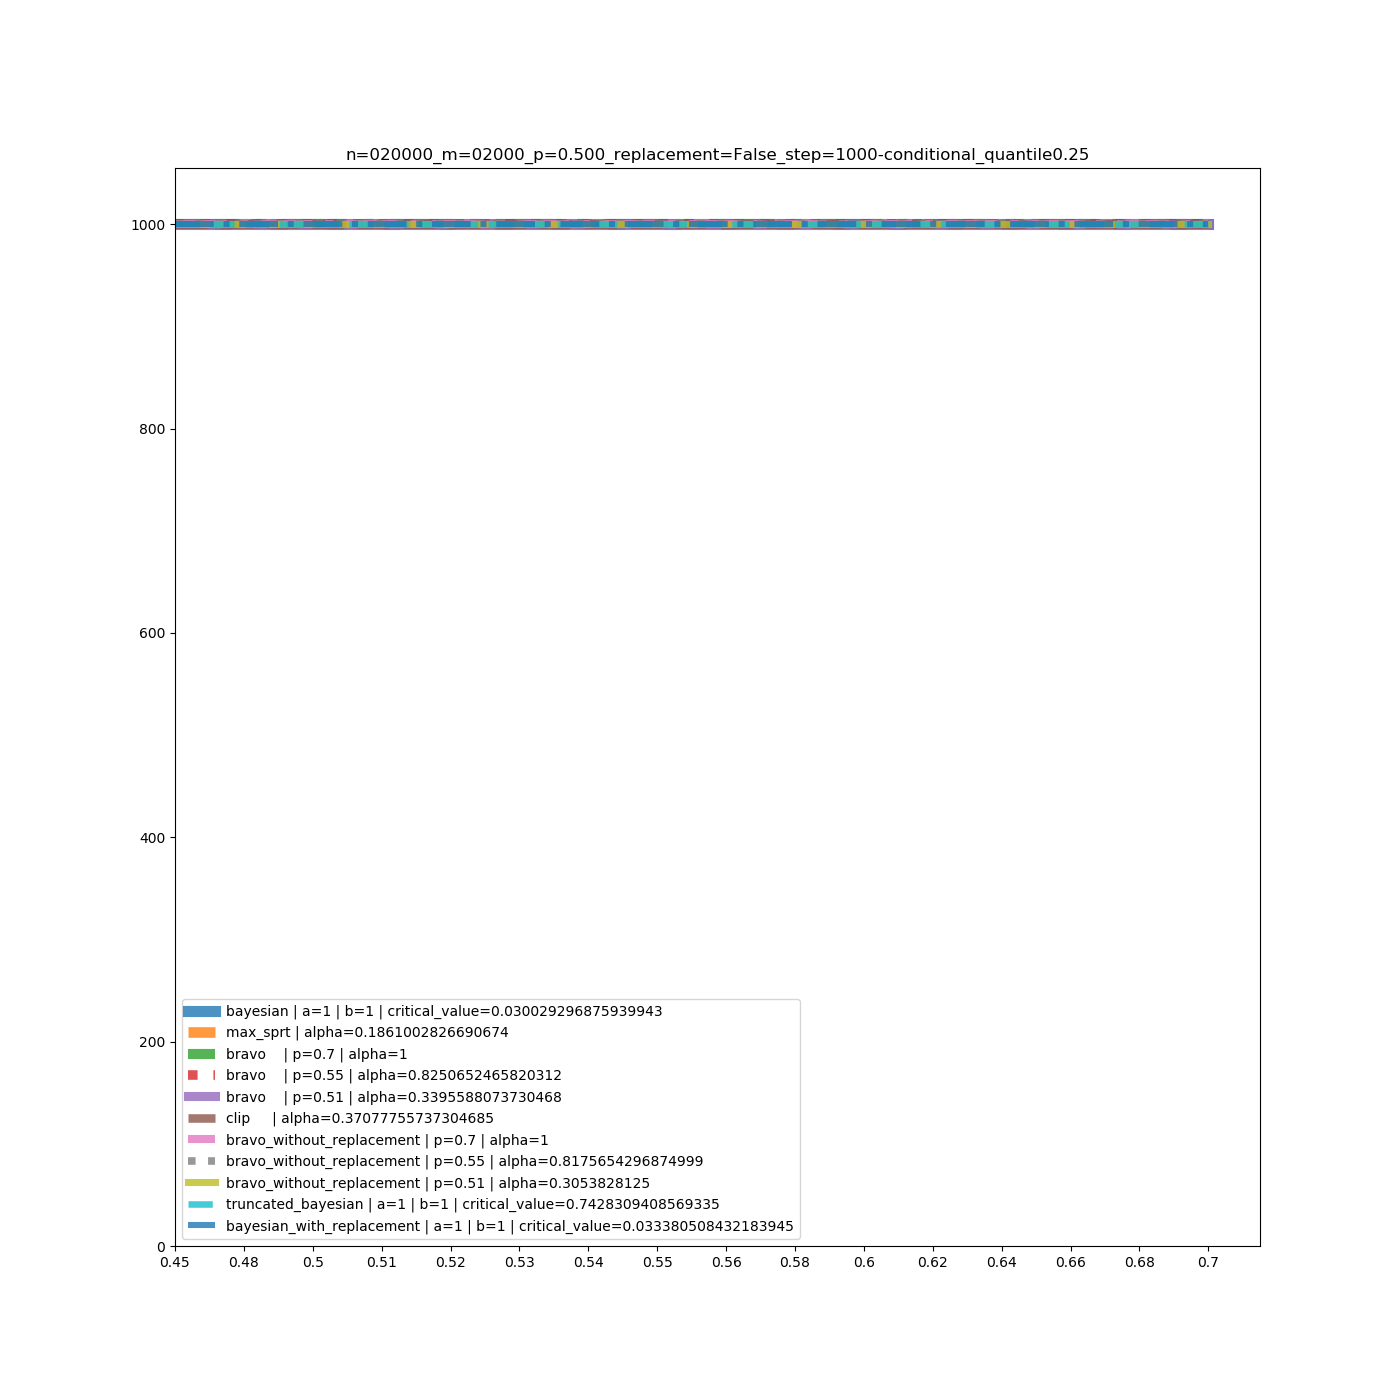 n=020000_m=02000_p=0.500_replacement=False_step=1000-conditional_quantile0.25
1000
800
600
400
200
0
bayesian | a=1 | b=1 | critical_value=0.030029296875939943
max_sprt | alpha=0.1861002826690674
bravo | p=0.7 | alpha=1
bravo | p=0.55 | alpha=0.8250652465820312
bravo | p=0.51 | alpha=0.3395588073730468
clip | alpha=0.37077755737304685
bravo_without_replacement | p=0.7 | alpha=1
bravo_without_replacement | p=0.55 | alpha=0.8175654296874999
bravo_without_replacement | p=0.51 | alpha=0.3053828125
truncated_bayesian | a=1 | b=1 | critical_value=0.7428309408569335
bayesian_with_replacement | a=1 | b=1 | critical_value=0.033380508432183945
0.45 0.48 0.5 0.51 0.52 0.53 0.54 0.55 0.56 0.58 0.6 0.62 0.64 0.66 0.68 0.7